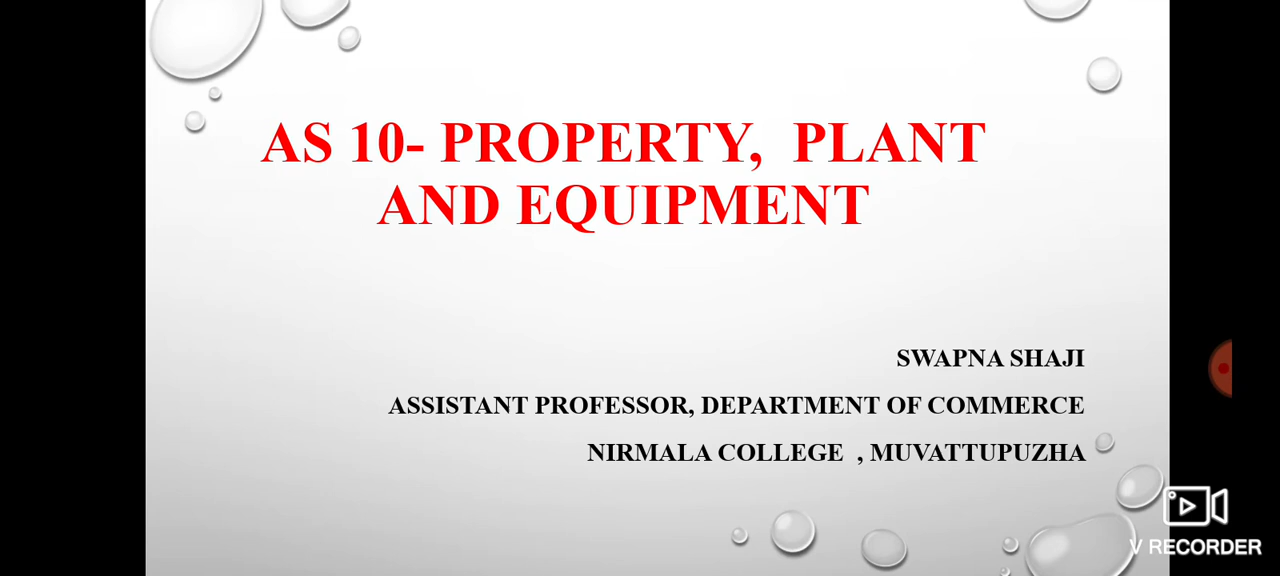 AS 10- PROPERTY, PLANT
AND EQUIPMENT
SWAPNA SHAJI
ASSISTANT PROFESSOR, DEPARTMENT OF COMMERCE
NIRMALA COLLEGE , MUVATTUPUZHA
V RECORDER